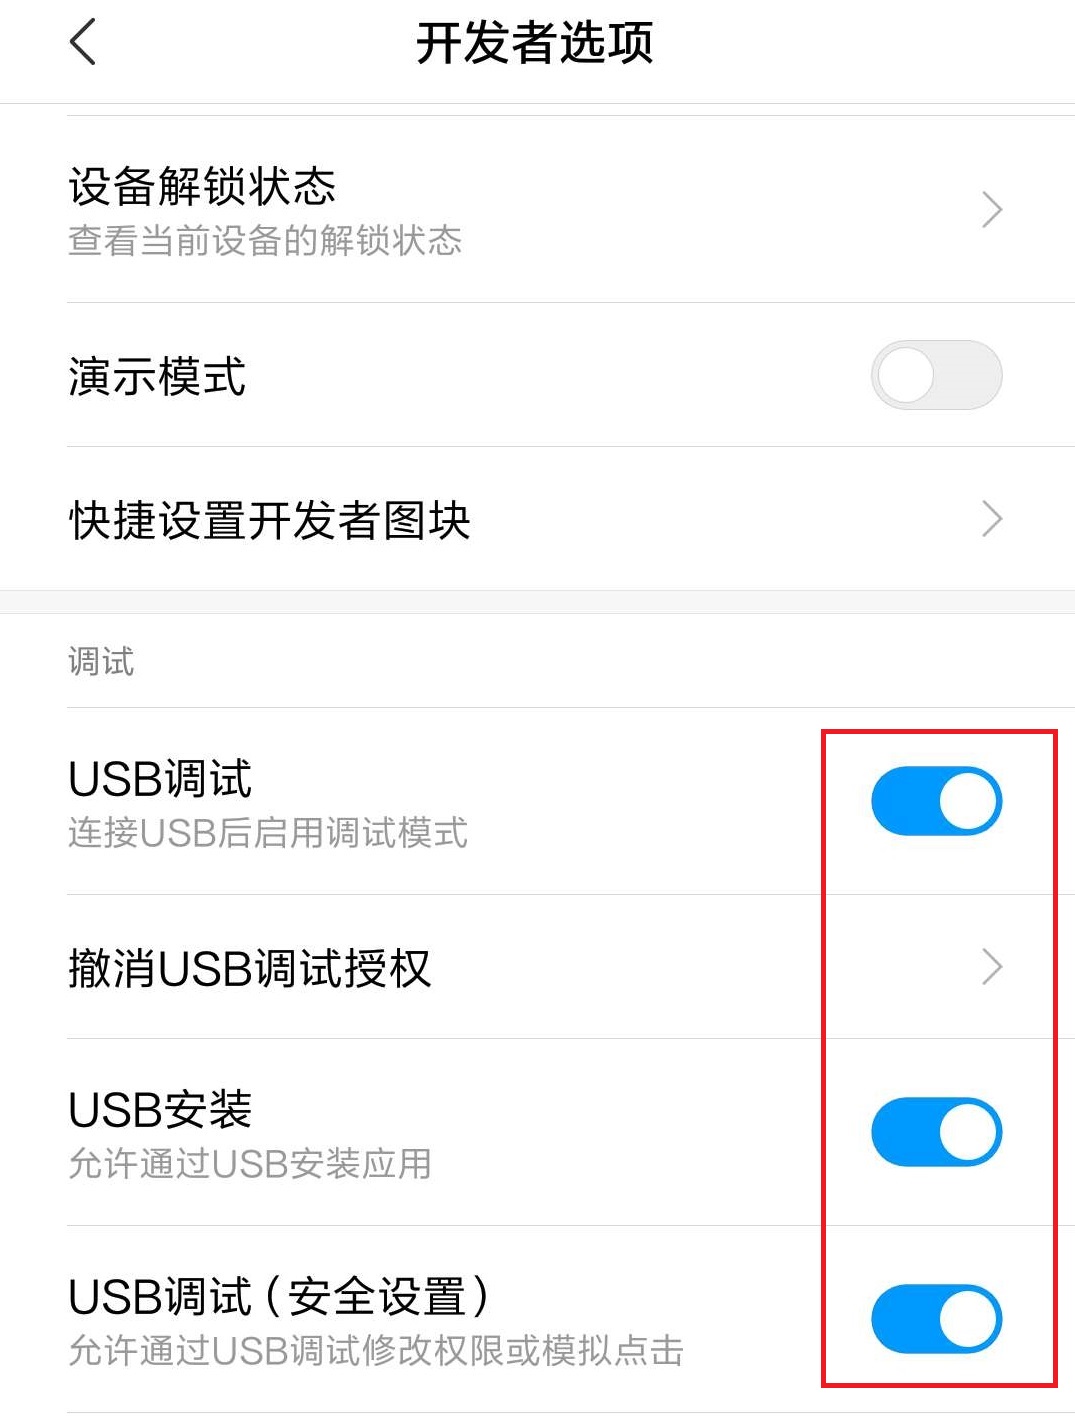 开发者选项
设备解锁状态
查看当前设备的解锁状态
演示模式
快捷设置开发者图块
调试
USB调试
连接USB后启用调试模式
撤消USB调试授权
USB安装
允许通过USB安装应用
USB调试（安全设置）
允许通过USB调试修改权限或模拟点击